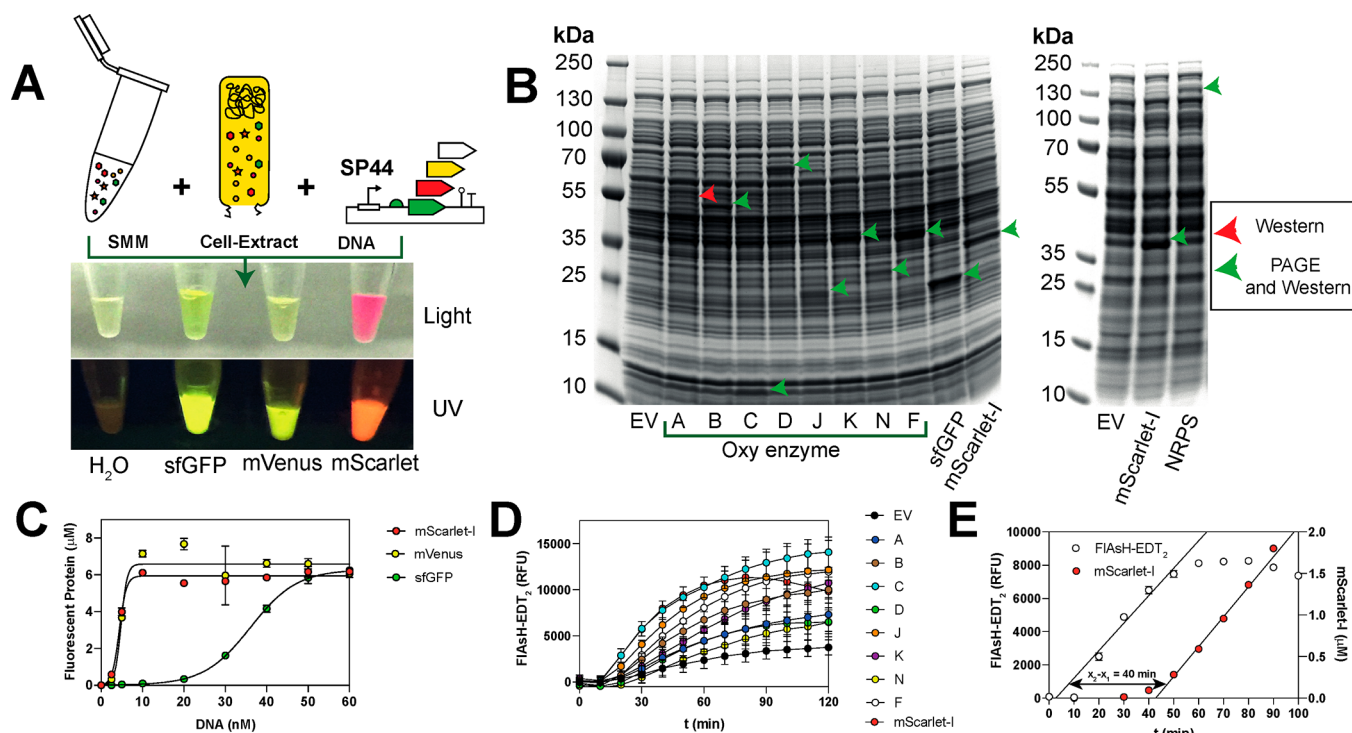 A
SP44
SMM
Cell-Extract
DNA
Light
UV
H2O
sfGFP
mVenus
mScarlet
B
kDa
250
130
100
70
55
35
25
15
10
EV
A
B
C
D
J
K
N
F
sfGFP
mScarlet-I
Oxy enzyme
kDa
250
130
100
70
55
35
25
15
10
EV
mScarlet-I
NRPS
Western
PAGE
and Western
C
Fluorescent Protein (μM)
8
6
4
2
0
0 10 20 30 40 50 60
DNA (nM)
mScarlet-I
mVenus
sfGFP
D
FlAsH-EDT2 (RFU)
15000
10000
5000
0
0 30 60 90 120
t (min)
EV
A
B
C
D
J
K
N
F
mScarlet-I
E
FlAsH-EDT2 (RFU)
10000
8000
6000
4000
2000
0
FlAsH-EDT2
mScarlet-I
x2-x1 = 40 min
2.0
1.5
1.0
0.5
0.0
mScarlet-I (μM)
0 10 20 30 40 50 60 70 80 90 100
t (min)